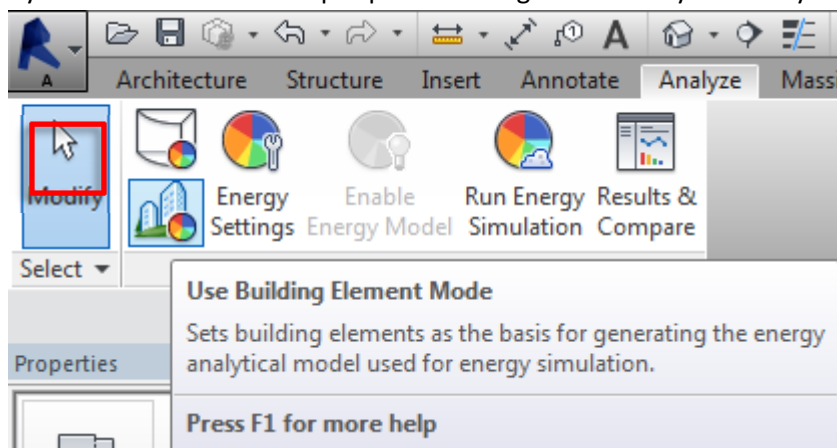 A
A
Architecture Structure Insert Annotate Analyze Mass
Modify
Energy Settings
Enable Energy Model
Run Energy Simulation
Results & Compare
Select
Use Building Element Mode
Sets building elements as the basis for generating the energy
analytical model used for energy simulation.
Properties
Press F1 for more help